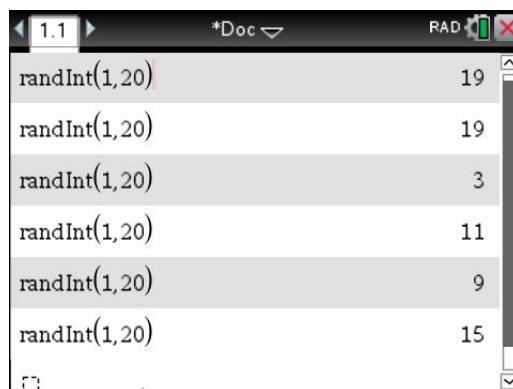 1.1 *Doc RAD
randInt(1,20) 19
randInt(1,20) 19
randInt(1,20) 3
randInt(1,20) 11
randInt(1,20) 9
randInt(1,20) 15